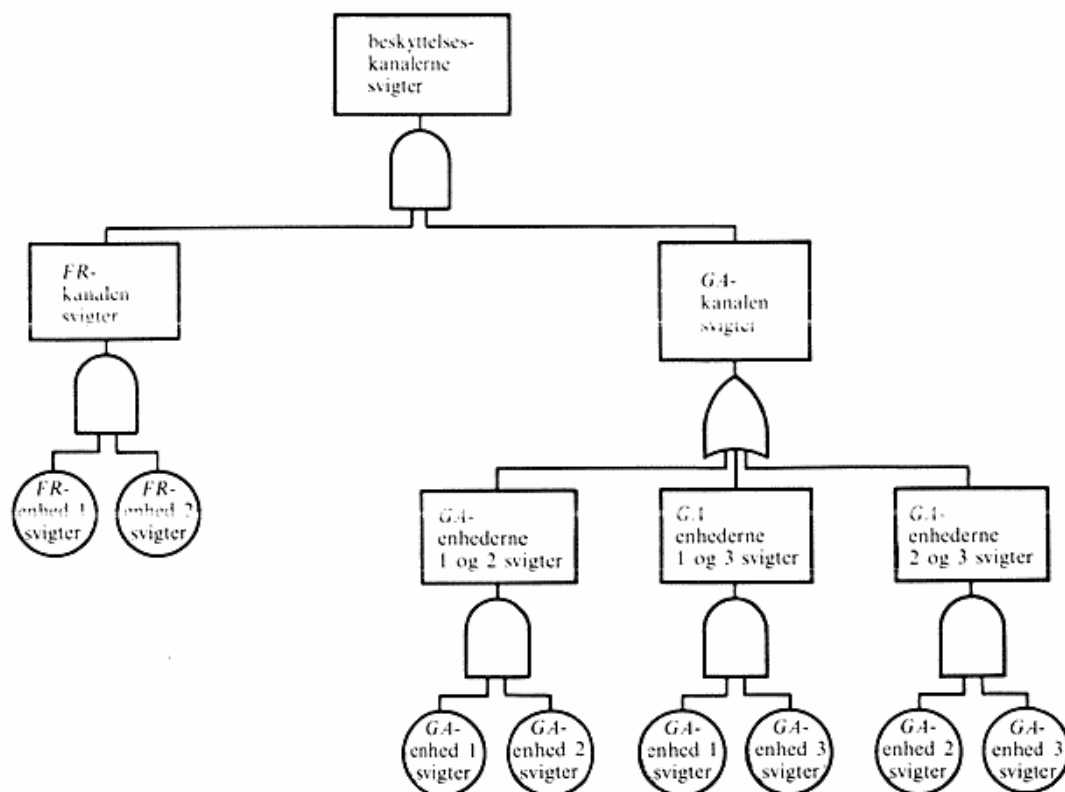 beskyttelses-
kanalerne
svigter
FR-
kanalen
svigter
GA-
kanalen
svigter
FR-
enhed 1
svigter
FR-
enhed 2
svigter
GA-
enhederne
1 og 2 svigter
GA
enhederne
1 og 3 svigter
GA-
enhederne
2 og 3 svigter
GA-
enhed 1
svigter
GA-
enhed 2
svigter
GA-
enhed 1
svigter
GA-
enhed 3
svigter
GA-
enhed 2
svigter
GA-
enhed 3
svigter